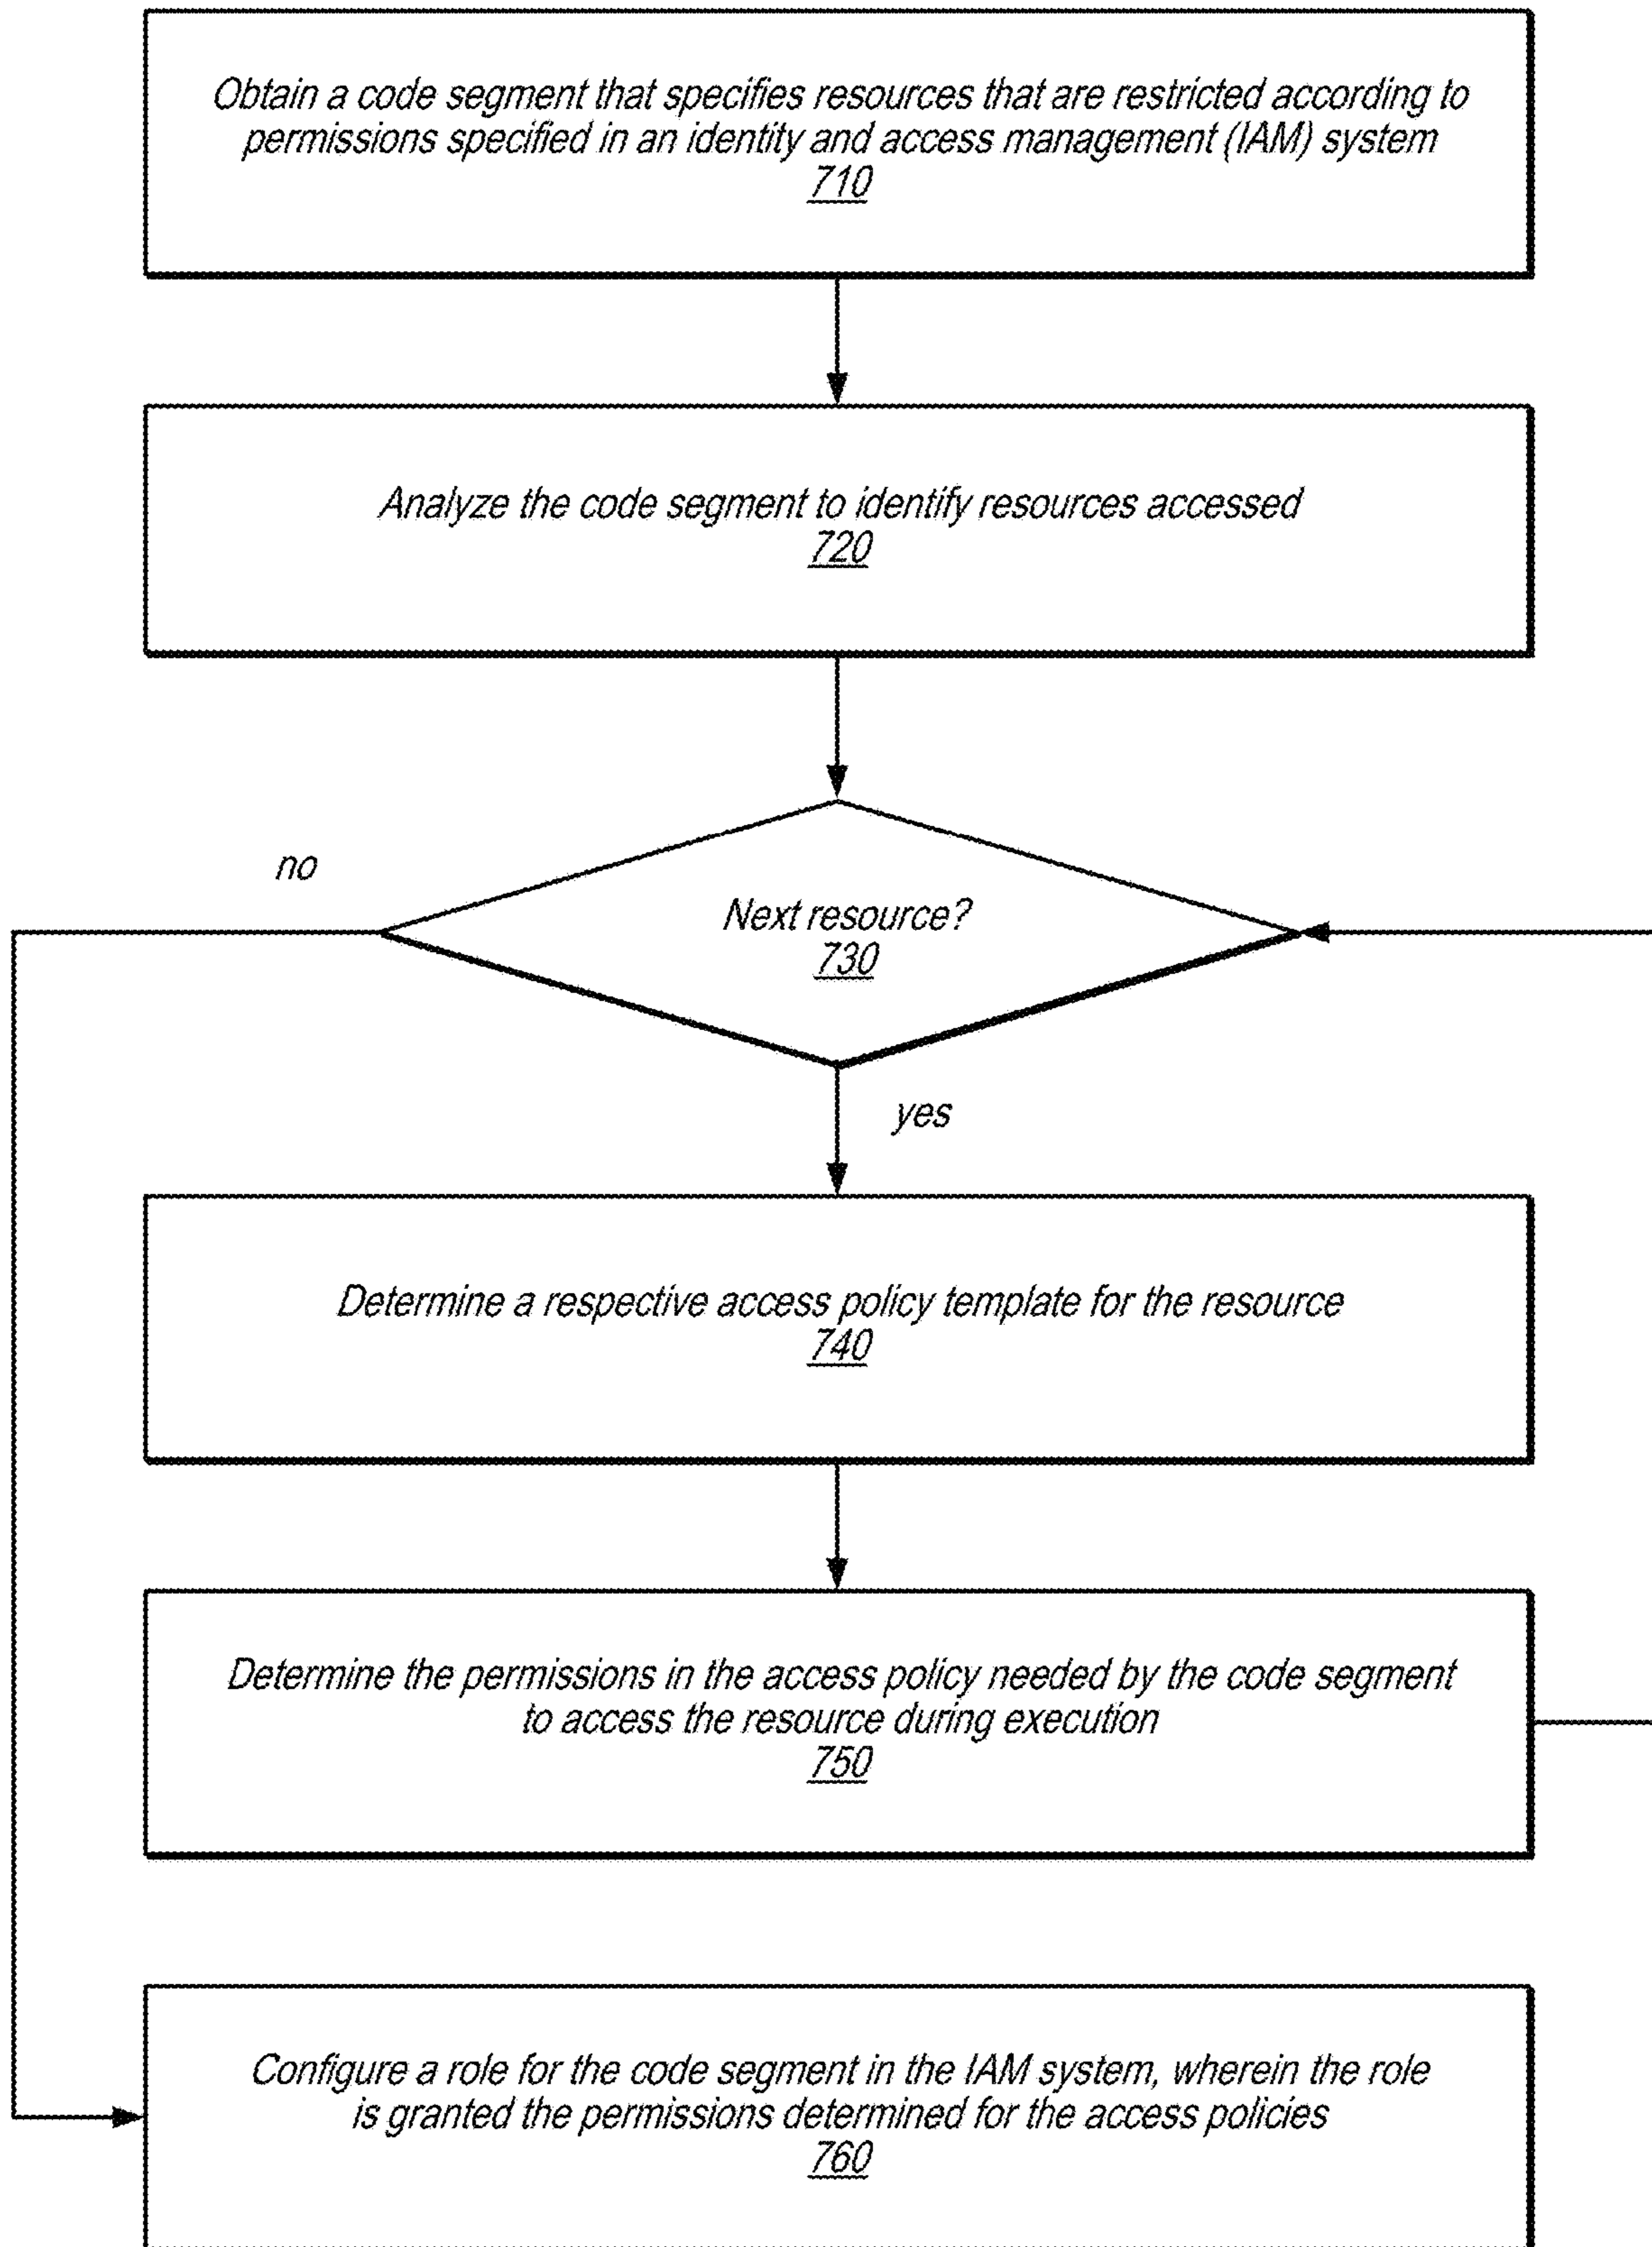 Obtain a code segment that specifies resources that are restricted according to
permissions specified in an identity and access management (IAM) system
710
Analyze the code segment to identify resources accessed
720
no
Next resource?
730
yes
Determine a respective access policy template for the resource
740
Determine the permissions in the access policy needed by the code segment
to access the resource during execution
750
Configure a role for the code segment in the IAM system, wherein the role
is granted the permissions determined for the access policies
760